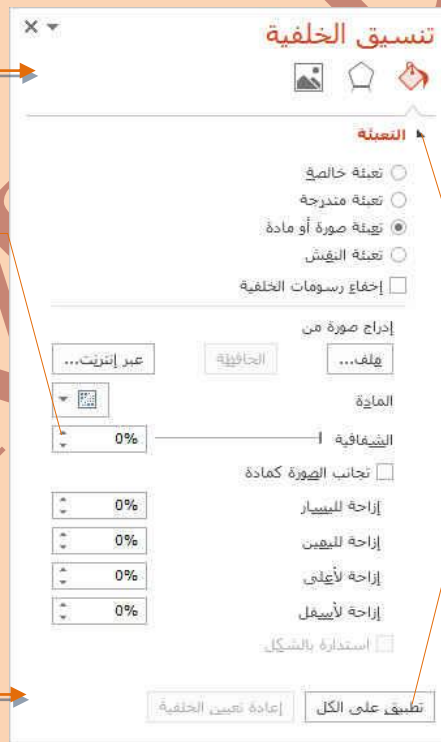 تنسيق الخلفية
التعبئة
تعبئة خالصة
تعبئة متدرجة
تعبئة صورة أو مادة
تعبئة النقش
إخفاء رسومات الخلفية
إدراج صورة من
ملف... الحافظة عبر إنترنت...
المادة
الشفافية 0%
تجانب الصورة كمادة
إزاحة لليسار 0%
إزاحة لليمين 0%
إزاحة لأعلى 0%
إزاحة لأسفل 0%
استدارة بالشكل
تطبيق على الكل إعادة تعيين الخلفية